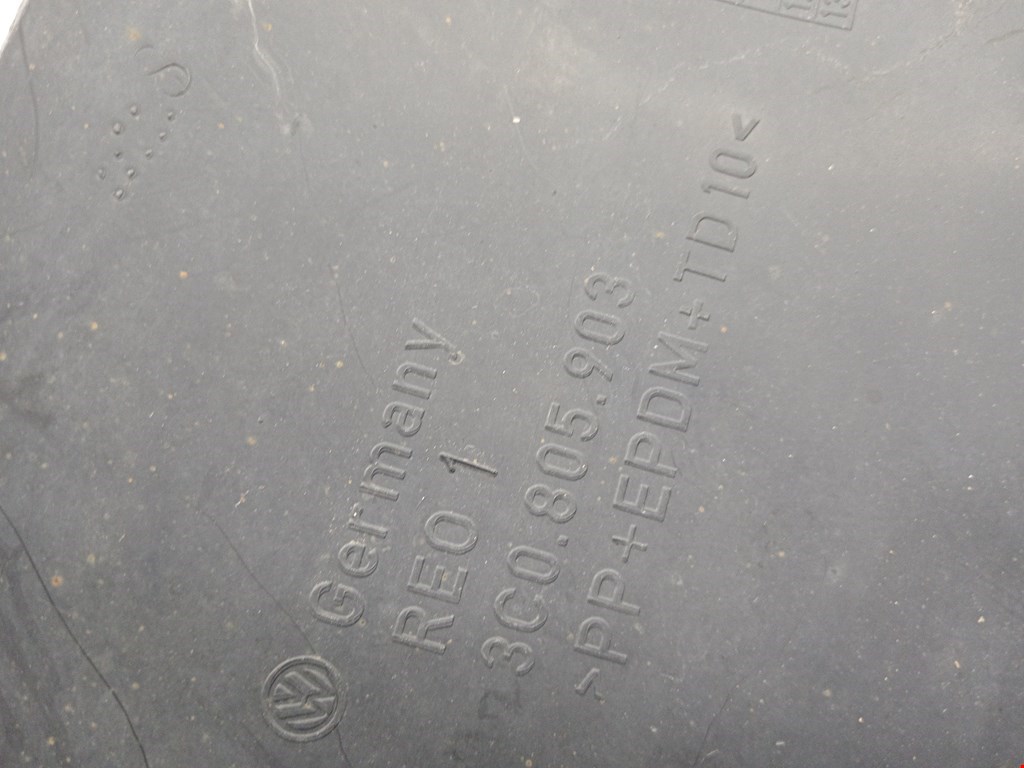 Germany
REO 1
3C0.805.903
>PP+EPDM+TD10<